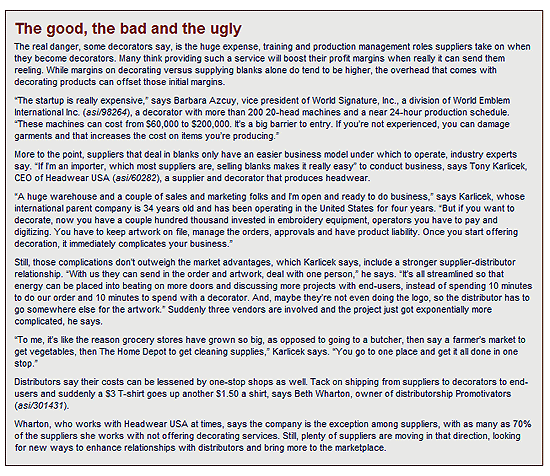 The good, the bad and the ugly
The real danger, some decorators say, is the huge expense, training and production management roles suppliers take on when
they become decorators. Many think providing such a service will boost their profit margins when really it can send them
reeling. While margins on decorating versus supplying blanks alone do tend to be higher, the overhead that comes with
decorating products can offset those initial margins.
“The startup is really expensive,” says Barbara Azcuy, vice president of World Signature, Inc., a division of World Emblem
International Inc. (asi/98264), a decorator with more than 200 20-head machines and a near 24-hour production schedule.
“These machines can cost from $60,000 to $200,000. It’s a big barrier to entry. If you’re not experienced, you can damage
garments and that increases the cost on items you’re producing.”
More to the point, suppliers that deal in blanks only have an easier business model under which to operate, industry experts
say. “If I’m an importer, which most suppliers are, selling blanks makes it really easy” to conduct business, says Tony Karlicek,
CEO of Headwear USA (asi/60282), a supplier and decorator that produces headwear.
“A huge warehouse and a couple of sales and marketing folks and I’m open and ready to do business,” says Karlicek, whose
international parent company is 34 years old and has been operating in the United States for four years. “But if you want to
decorate, now you have a couple hundred thousand invested in embroidery equipment, operators you have to pay and
digitizing. You have to keep artwork on file, manage the orders, approvals and have product liability. Once you start offering
decoration, it immediately complicates your business.”
Still, those complications don’t outweigh the market advantages, which Karlicek says, include a stronger supplier-distributor
relationship. “With us they can send in the order and artwork, deal with one person,” he says. “It’s all streamlined so that
energy can be placed into beating on more doors and discussing more projects with end-users, instead of spending 10 minutes
to do our order and 10 minutes to spend with a decorator. And, maybe they’re not even doing the logo, so the distributor has to
go somewhere else for the artwork.” Suddenly three vendors are involved and the project just got exponentially more
complicated, he says.
“To me, it’s like the reason grocery stores have grown so big, as opposed to going to a butcher, then say a farmer’s market to
get vegetables, then The Home Depot to get cleaning supplies,” Karlicek says. “You go to one place and get it all done in one
stop.”
Distributors say their costs can be lessened by one-stop shops as well. Tack on shipping from suppliers to decorators to end-
users and suddenly a $3 T-shirt goes up another $1.50 a shirt, says Beth Wharton, owner of distributorship Promotivators
(asi/301431).
Wharton, who works with Headwear USA at times, says the company is the exception among suppliers, with as many as 70%
of the suppliers she works with not offering decorating services. Still, plenty of suppliers are moving in that direction, looking
for new ways to enhance relationships with distributors and bring more to the marketplace.